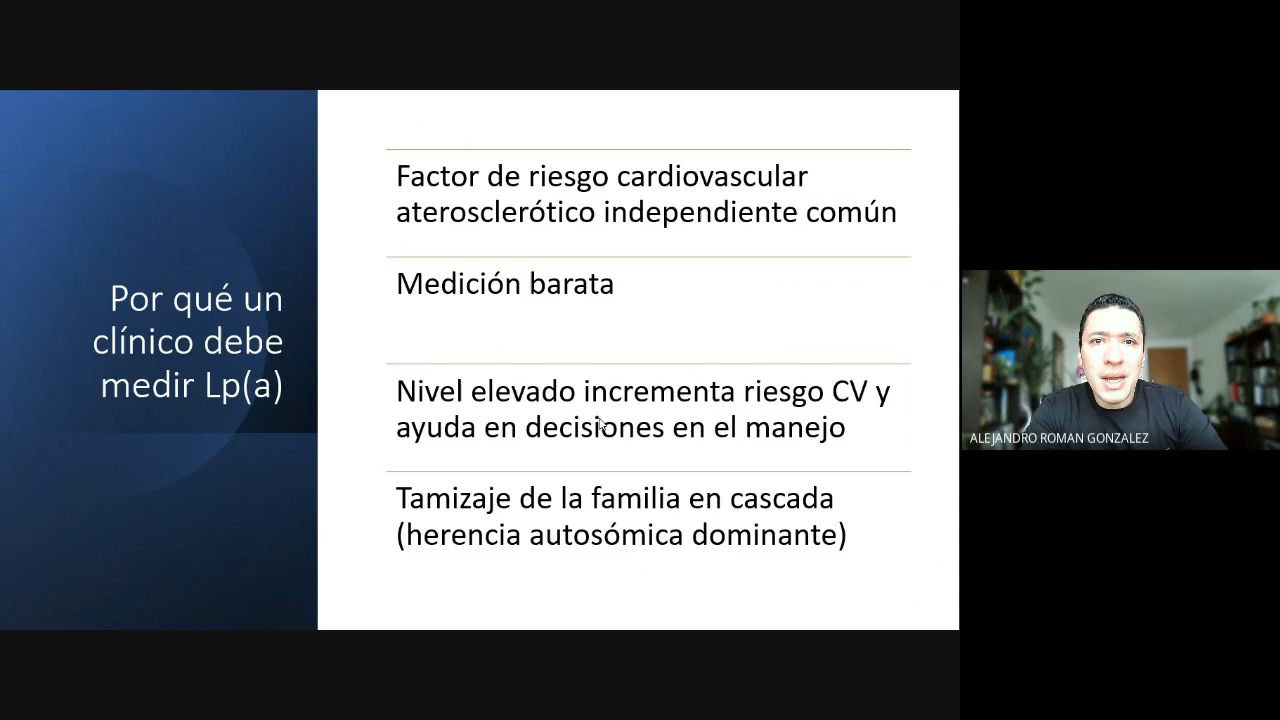 Por qué un
clínico debe
medir Lp(a)
Factor de riesgo cardiovascular
aterosclerótico independiente común
Medición barata
Nivel elevado incrementa riesgo CV y
ayuda en decisiones en el manejo
Tamizaje de la familia en cascada
(herencia autosómica dominante)
ALEJANDRO ROMAN GONZALEZ